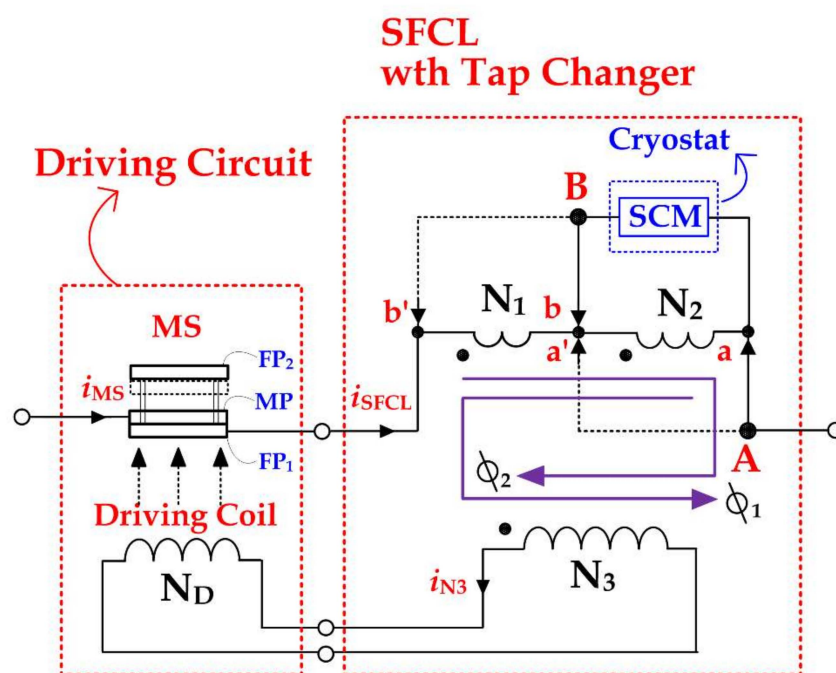 SFCL
wth Tap Changer
Driving Circuit
Cryostat
B
SCM
MS
b'
N1
b
N2
a'
a
FP2
iMS
MP
iSFCL
A
FP1
ϕ2
ϕ1
Driving Coil
ND
iN3
N3